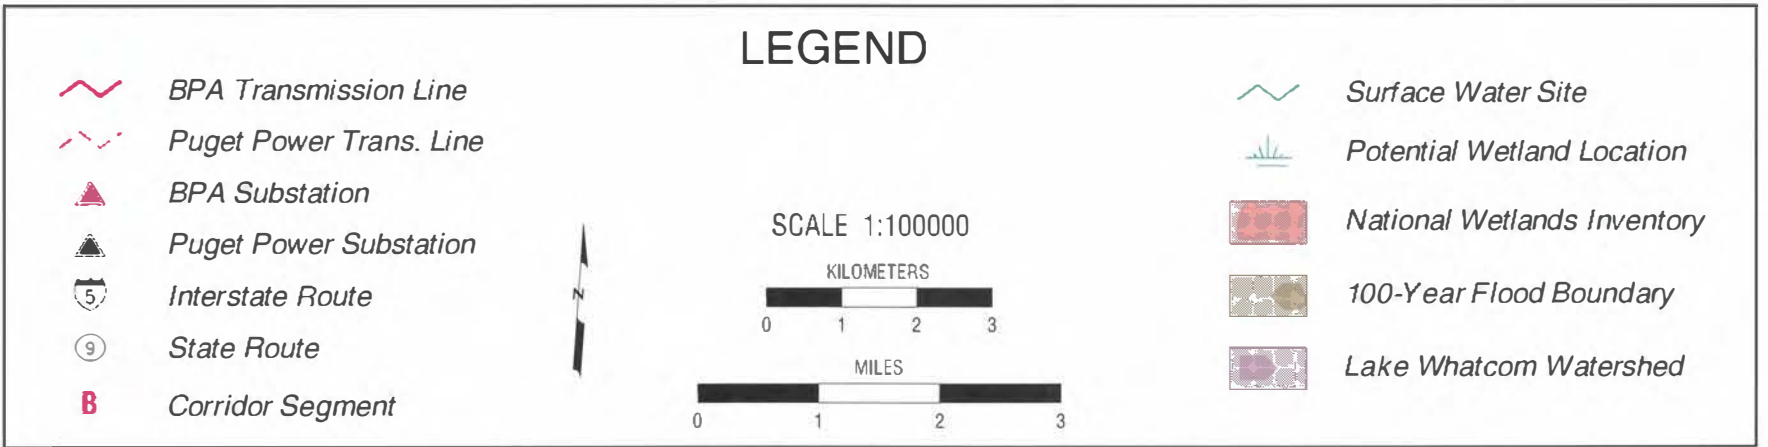 LEGEND
BPA Transmission Line
Puget Power Trans. Line
BPA Substation
Puget Power Substation
5 Interstate Route
9 State Route
B Corridor Segment
N
SCALE 1:100000
KILOMETERS
0 1 2 3
MILES
0 1 2 3
Surface Water Site
Potential Wetland Location
National Wetlands Inventory
100-Year Flood Boundary
Lake Whatcom Watershed